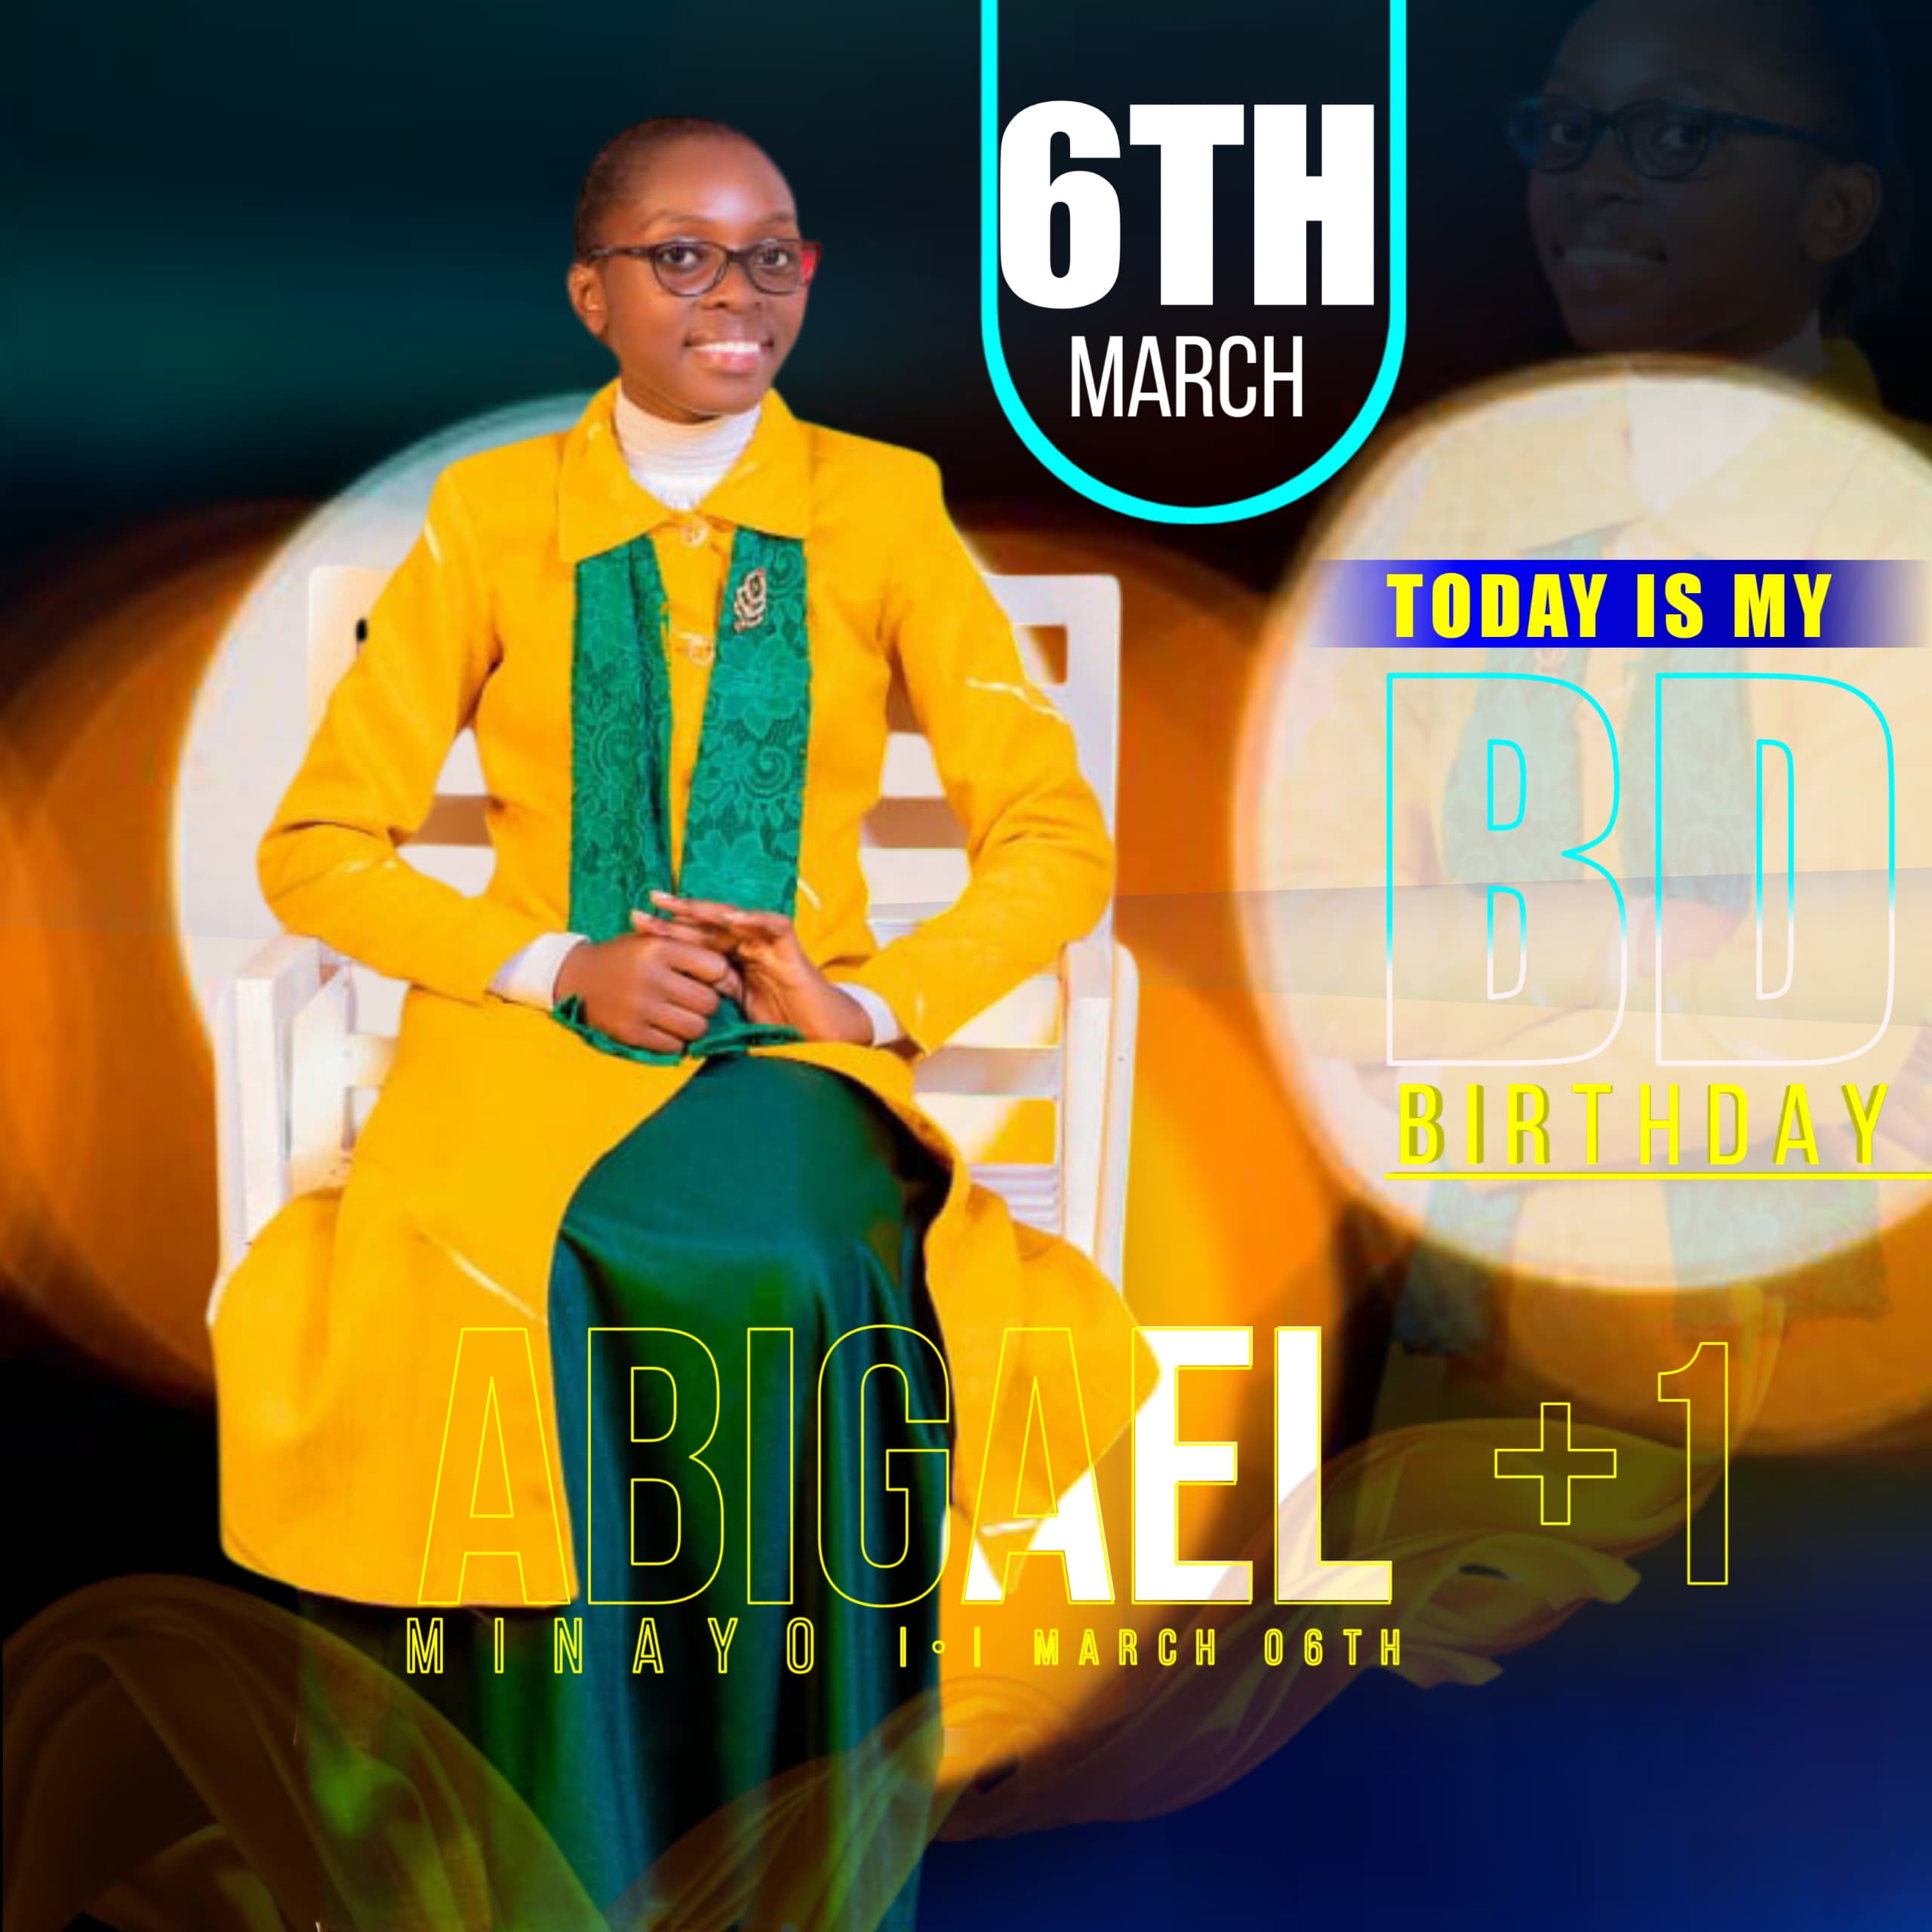 6TH
MARCH
TODAY IS MY
BD
BIRTHDAY
ABIGAEL +1
MINAYO I•I MARCH 06TH